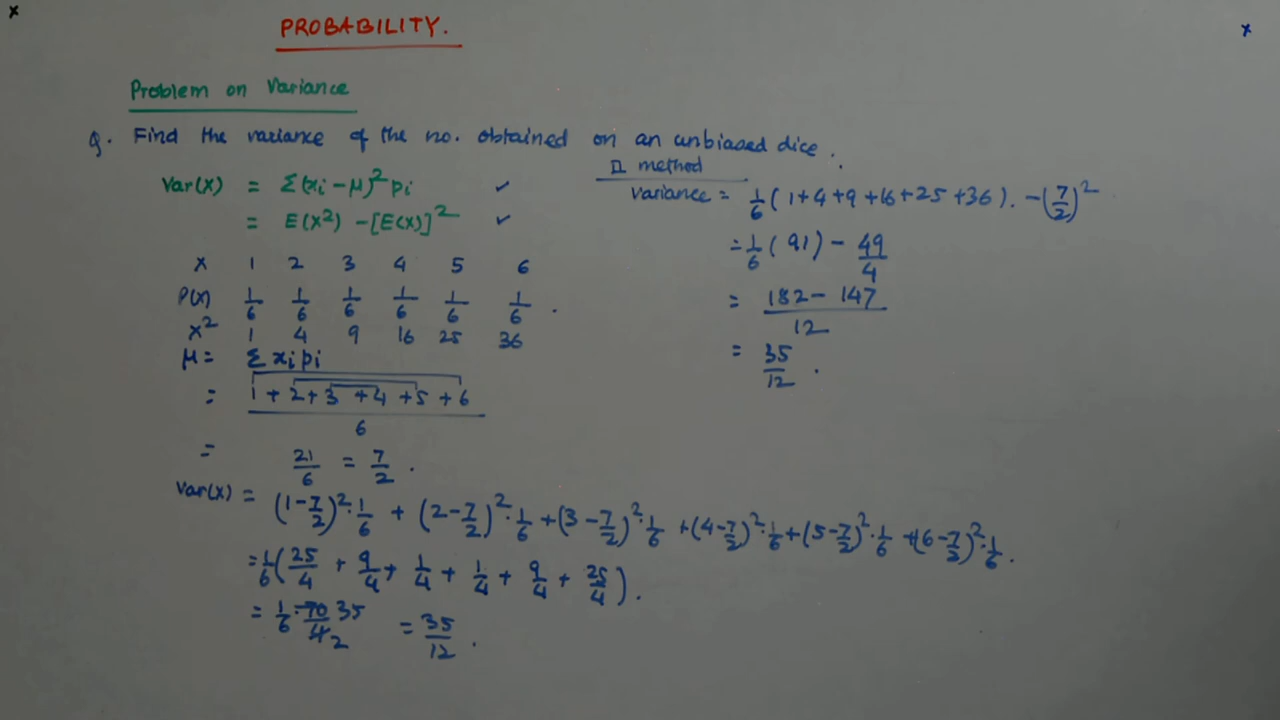 PROBABILITY.
Problem on Variance
Q. Find the variance of the no. obtained on an unbiased dice.
Var(X) = Σ(xi - μ)² pi ✓
= E(X²) - [E(X)]² ✓
X 1 2 3 4 5 6
P(X) 1/6 1/6 1/6 1/6 1/6 1/6 .
X² 1 4 9 16 25 36
μ = Σ xi pi
= (1 + 2 + 3 + 4 + 5 + 6)/6
= 21/6 = 7/2 .
Var(X) = (1-7/2)²·1/6 + (2-7/2)²·1/6 + (3-7/2)²·1/6 + (4-7/2)²·1/6 + (5-7/2)²·1/6 + (6-7/2)²·1/6 .
= 1/6 (25/4 + 9/4 + 1/4 + 1/4 + 9/4 + 25/4) .
= 1/6 · 70/4 35 2 = 35/12 .
II method
Variance = 1/6 (1+4+9+16+25+36) . - (7/2)²
= 1/6 (91) - 49/4
= (182 - 147)/12
= 35/12 .